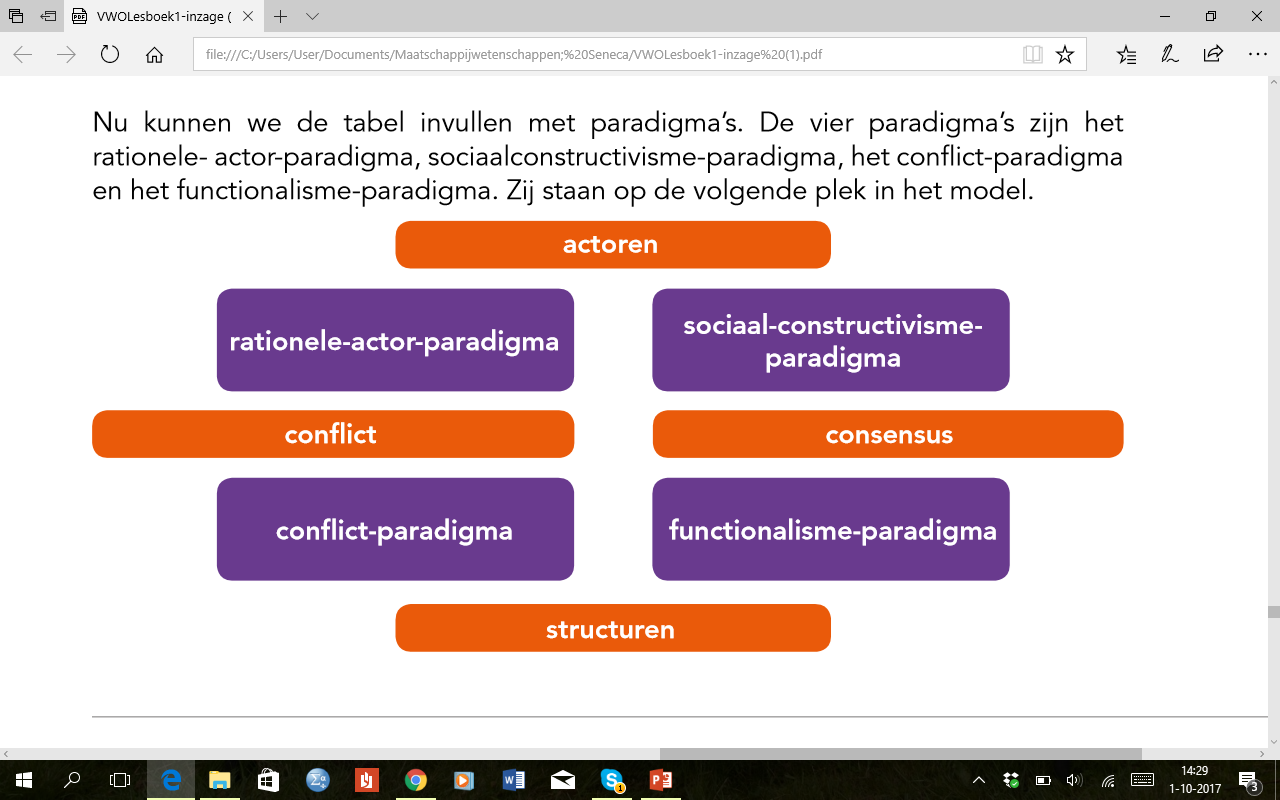 VWOLesboek1-inzage (
file:///C:/Users/User/Documents/Maatschappijwetenschappen;%20Seneca/VWOLesboek1-inzage%20(1).pdf
Nu kunnen we de tabel invullen met paradigma's. De vier paradigma's zijn het
rationele- actor-paradigma, sociaalconstructivisme-paradigma, het conflict-paradigma
en het functionalisme-paradigma. Zij staan op de volgende plek in het model.
actoren
rationele-actor-paradigma
sociaal-constructivisme-
paradigma
conflict
consensus
conflict-paradigma
functionalisme-paradigma
structuren
14:29
1-10-2017